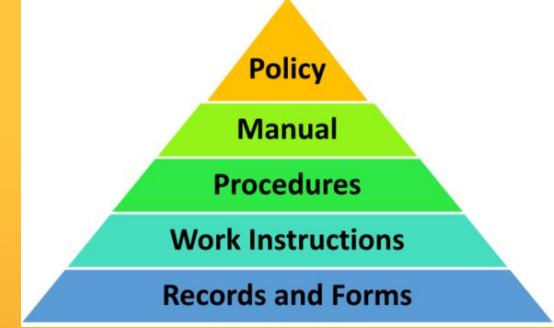 Policy
Manual
Procedures
Work Instructions
Records and Forms